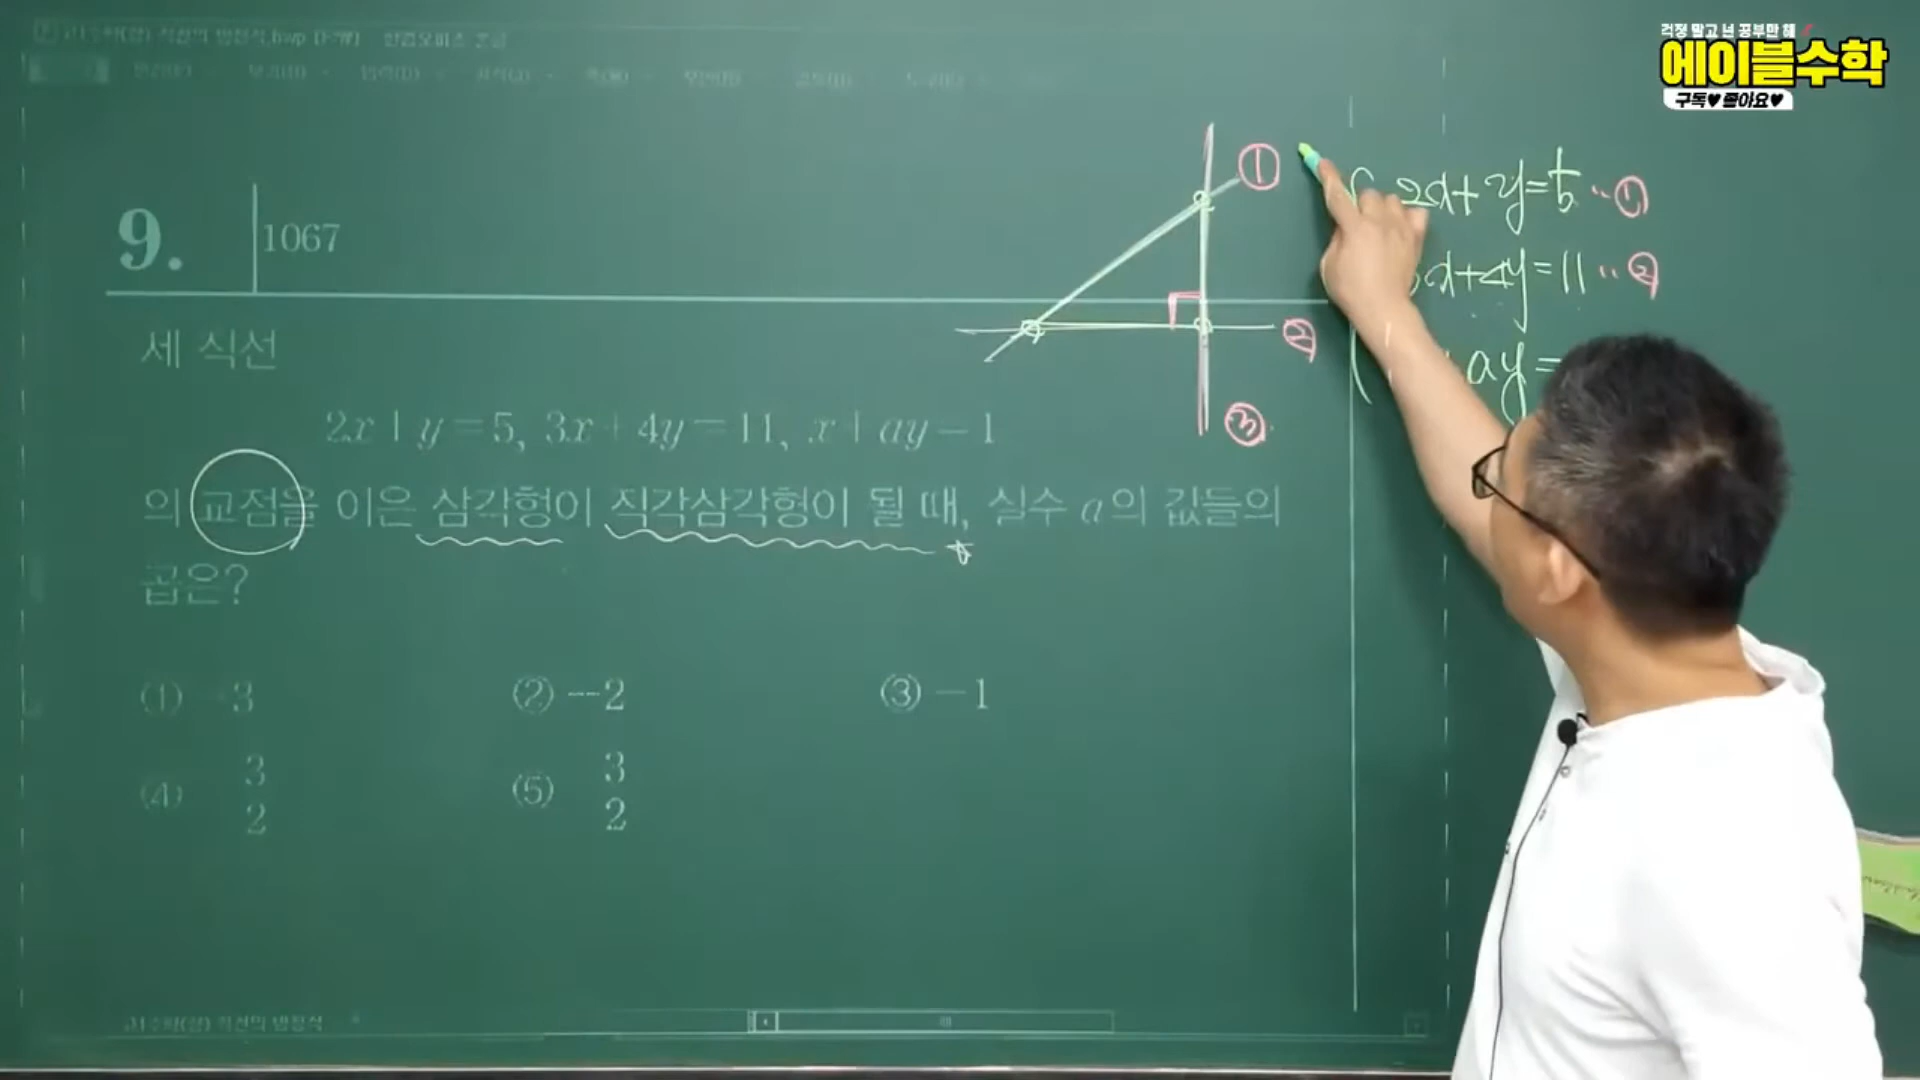 걱정 말고 넌 공부만 해
에이블수학
구독♥ 좋아요♥
9.
1067
세 직선
2x+y=5, 3x+4y=11, x+ay=1
의 교점을 이은 삼각형이 직각삼각형이 될 때, 실수 a의 값들의
곱은?
① -3
② -2
③ -1
④ 3/2
⑤ 3/2
①
②
③
2x+y=5 ··①
x+4y=11 ··②
ay=